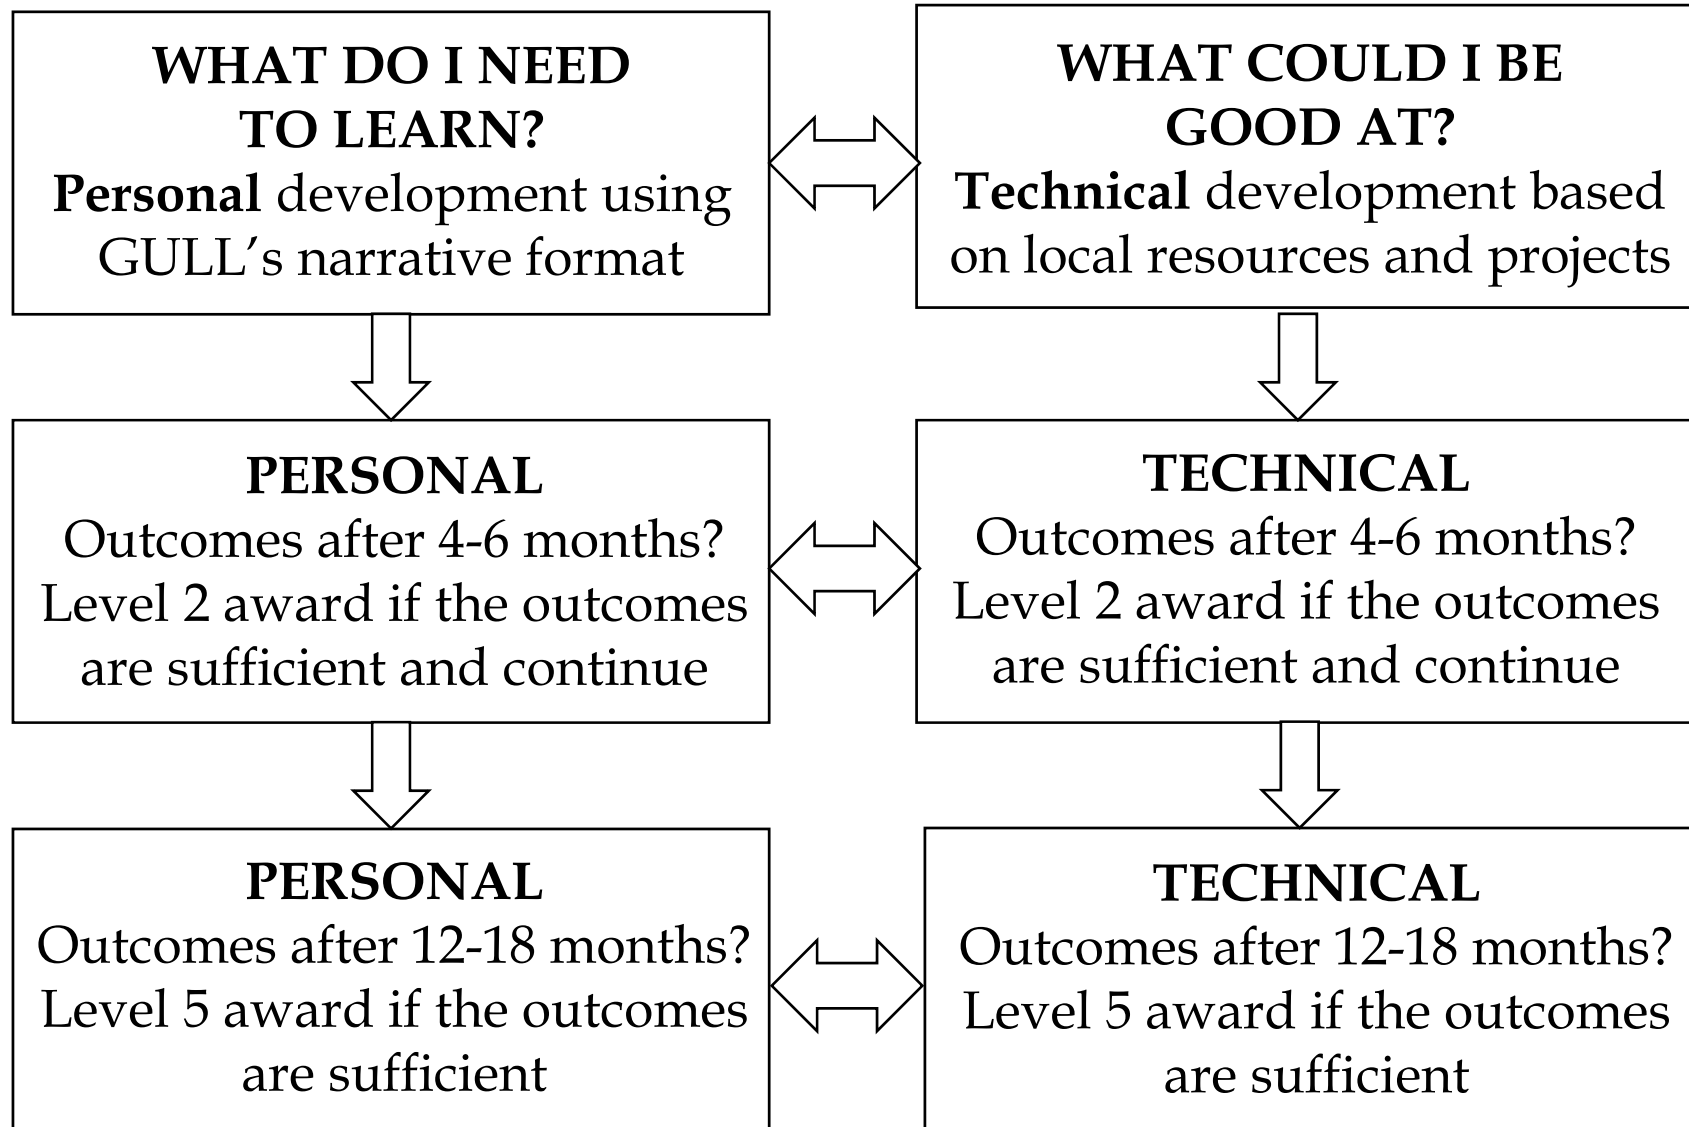 WHAT DO I NEED
TO LEARN?
Personal development using
GULL’s narrative format
WHAT COULD I BE
GOOD AT?
Technical development based
on local resources and projects
PERSONAL
Outcomes after 4-6 months?
Level 2 award if the outcomes
are sufficient and continue
TECHNICAL
Outcomes after 4-6 months?
Level 2 award if the outcomes
are sufficient and continue
PERSONAL
Outcomes after 12-18 months?
Level 5 award if the outcomes
are sufficient
TECHNICAL
Outcomes after 12-18 months?
Level 5 award if the outcomes
are sufficient